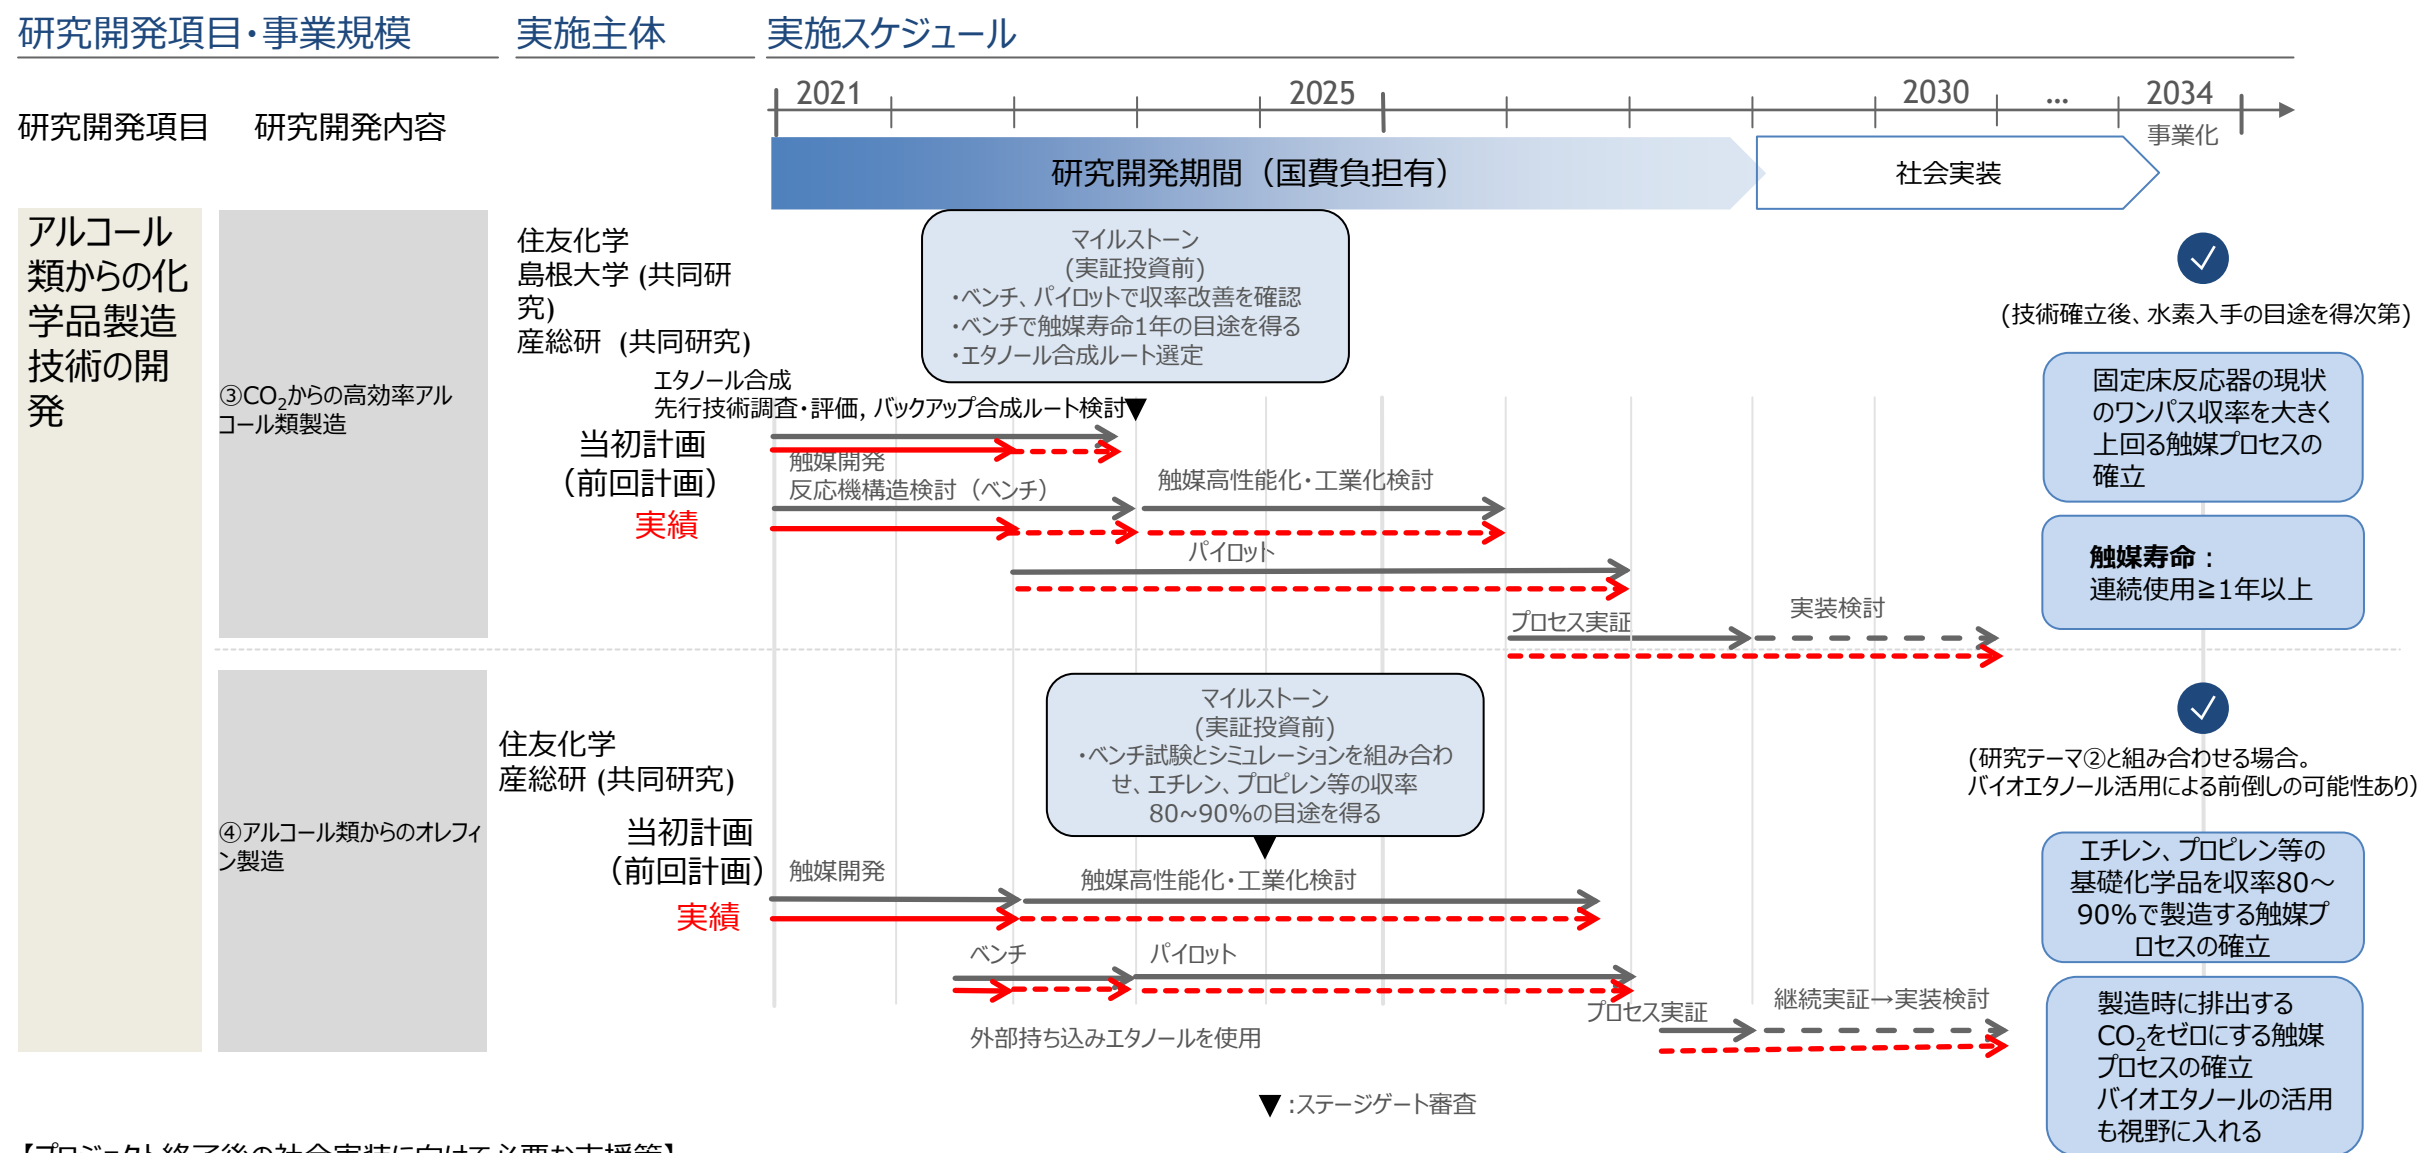 研究開発項目・事業規模
実施主体
実施スケジュール
2021
2025
2030
...
2034
事業化
研究開発項目
研究開発内容
研究開発期間（国費負担有）
社会実装
アルコール
類からの化
学品製造
技術の開
発
③CO₂からの高効率アル
コール類製造
住友化学
島根大学 (共同研
究)
産総研 (共同研究)
マイルストーン
(実証投資前)
・ベンチ、パイロットで収率改善を確認
・ベンチで触媒寿命1年の目途を得る
・エタノール合成ルート選定
エタノール合成
先行技術調査・評価, バックアップ合成ルート検討▼
当初計画
（前回計画）
実績
触媒開発
反応機構造検討（ベンチ）
触媒高性能化・工業化検討
パイロット
プロセス実証
実装検討
(技術確立後、水素入手の目途を得次第)
固定床反応器の現状
のワンパス収率を大きく
上回る触媒プロセスの
確立
触媒寿命：
連続使用≧1年以上
④アルコール類からのオレフィ
ン製造
住友化学
産総研 (共同研究)
マイルストーン
(実証投資前)
・ベンチ試験とシミュレーションを組み合わ
せ、エチレン、プロピレン等の収率
80～90%の目途を得る
当初計画
（前回計画）
実績
触媒開発
触媒高性能化・工業化検討
ベンチ
パイロット
外部持ち込みエタノールを使用
プロセス実証
継続実証→実装検討
(研究テーマ②と組み合わせる場合。
バイオエタノール活用による前倒しの可能性あり)
エチレン、プロピレン等の
基礎化学品を収率80～
90%で製造する触媒プ
ロセスの確立
製造時に排出する
CO₂をゼロにする触媒
プロセスの確立
バイオエタノールの活用
も視野に入れる
▼:ステージゲート審査
【プロジェクト終了後の社会実装に向けて必要な支援等】